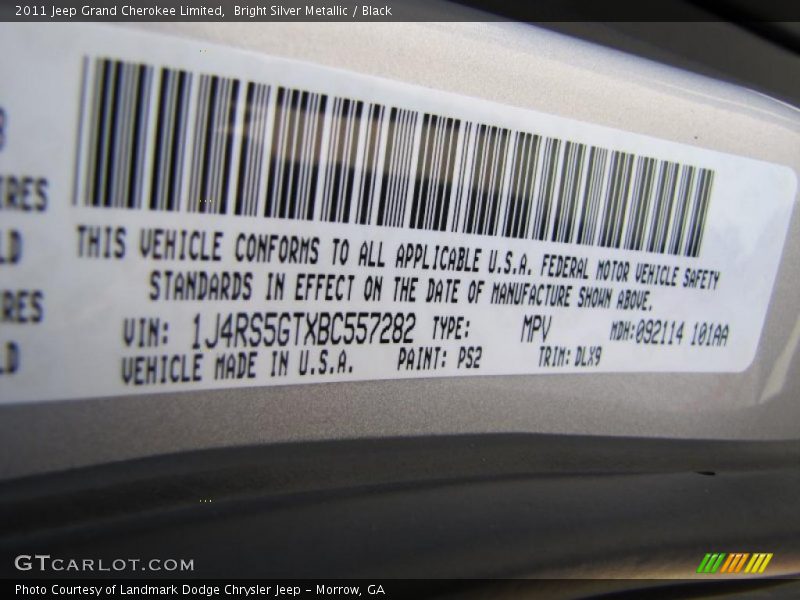 2011 Jeep Grand Cherokee Limited, Bright Silver Metallic / Black
IRES
THIS VEHICLE CONFORMS TO ALL APPLICABLE U.S.A. FEDERAL MOTOR VEHICLE SAFETY
STANDARDS IN EFFECT ON THE DATE OF MANUFACTURE SHOWN ABOVE.
RES
VIN: 1J4RS5GTXBC557282 TYPE: MPV MDH:092114 101AA
VEHICLE MADE IN U.S.A. PAINT: PS2 TRIM: DLX9
GTCARLOT.COM
Photo Courtesy of Landmark Dodge Chrysler Jeep – Morrow, GA